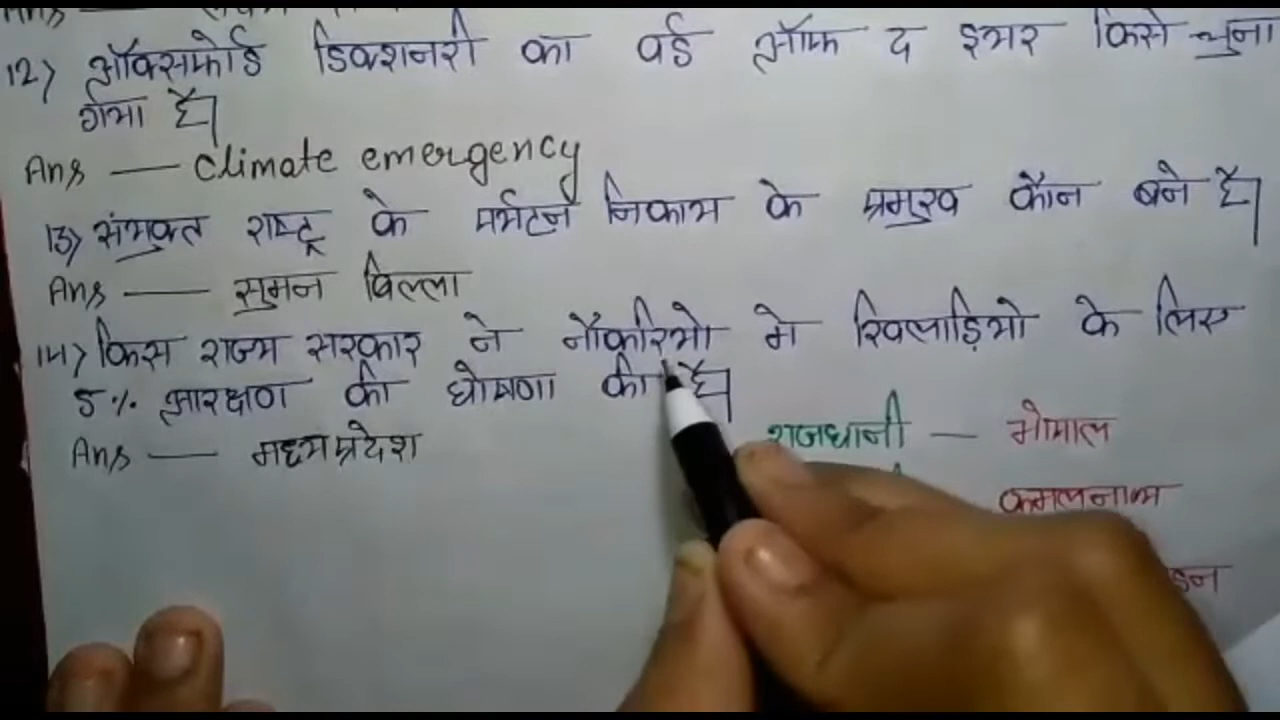 12) ऑक्सफोर्ड डिक्शनरी का वर्ड ऑफ द इयर किसे चुना
गया है।
Ans — Climate emergency
13) संयुक्त राष्ट्र के पर्यटन निकाय के प्रमुख कौन बने है।
Ans — सुमन बिल्ला
14) किस राज्य सरकार ने नौकरियो मे खिलाड़ियो के लिए
5% आरक्षण की घोषणा की है।
Ans — मध्यप्रदेश
राजधानी — भोपाल
कमलनाथ